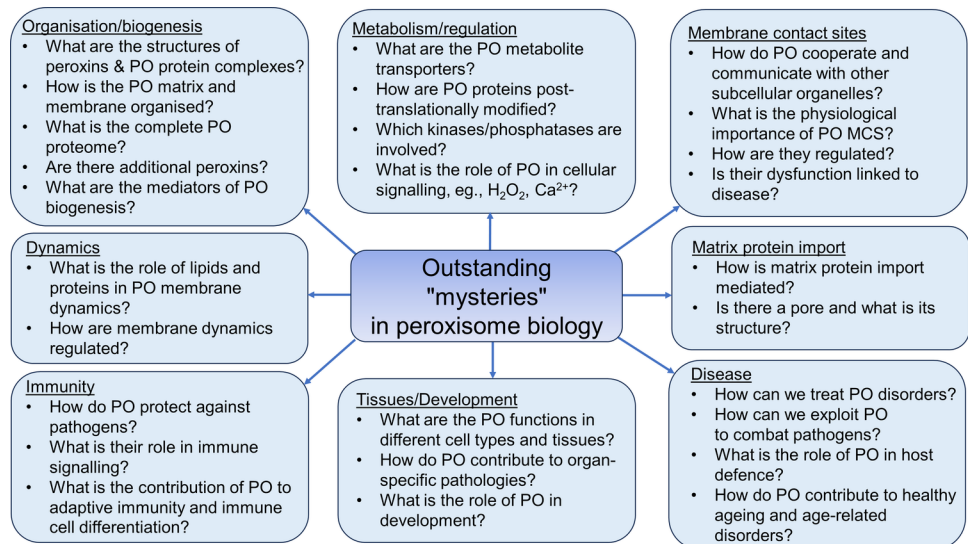 Organisation/biogenesis
• What are the structures of
peroxins & PO protein complexes?
• How is the PO matrix and
membrane organised?
• What is the complete PO
proteome?
• Are there additional peroxins?
• What are the mediators of PO
biogenesis?
Metabolism/regulation
• What are the PO metabolite
transporters?
• How are PO proteins post-
translationally modified?
• Which kinases/phosphatases are
involved?
• What is the role of PO in cellular
signalling, eg., H₂O₂, Ca²⁺?
Membrane contact sites
• How do PO cooperate and
communicate with other
subcellular organelles?
• What is the physiological
importance of PO MCS?
• How are they regulated?
• Is their dysfunction linked to
disease?
Dynamics
• What is the role of lipids and
proteins in PO membrane
dynamics?
• How are membrane dynamics
regulated?
Outstanding
"mysteries"
in peroxisome biology
Matrix protein import
• How is matrix protein import
mediated?
• Is there a pore and what is its
structure?
Immunity
• How do PO protect against
pathogens?
• What is their role in immune
signalling?
• What is the contribution of PO to
adaptive immunity and immune
cell differentiation?
Tissues/Development
• What are the PO functions in
different cell types and tissues?
• How do PO contribute to organ-
specific pathologies?
• What is the role of PO in
development?
Disease
• How can we treat PO disorders?
• How can we exploit PO
to combat pathogens?
• What is the role of PO in host
defence?
• How do PO contribute to healthy
ageing and age-related
disorders?